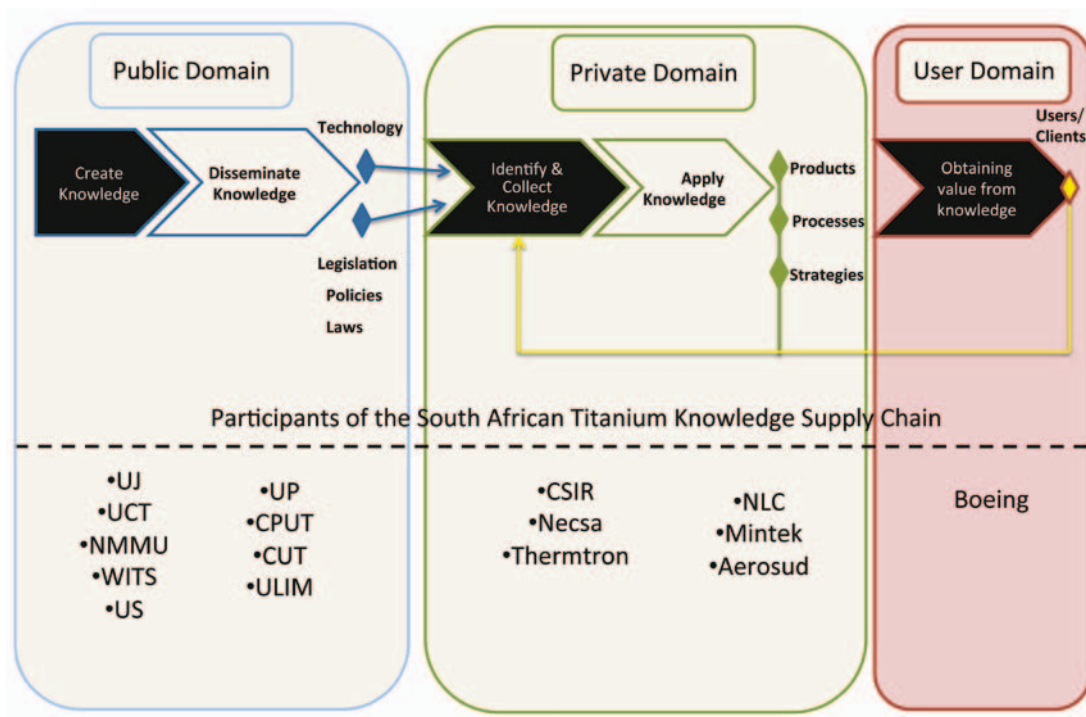 Public Domain
Private Domain
User Domain
Create
Knowledge
Disseminate
Knowledge
Technology
Legislation
Policies
Laws
Identify &
Collect
Knowledge
Apply
Knowledge
Products
Processes
Strategies
Users/
Clients
Obtaining
value from
knowledge
Participants of the South African Titanium Knowledge Supply Chain
•UJ
•UCT
•NMMU
•WITS
•US
•UP
•CPUT
•CUT
•ULIM
•CSIR
•Necsa
•Thermtron
•NLC
•Mintek
•Aerosud
Boeing